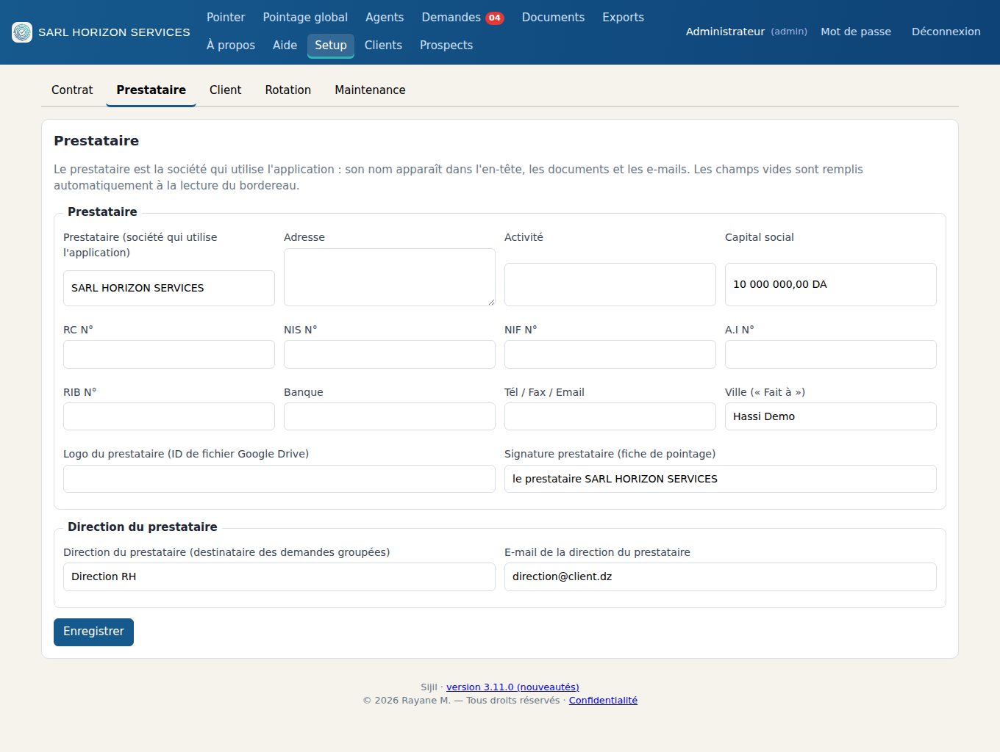 SARL HORIZON SERVICES
Pointer
Pointage global
Agents
Demandes 04
Documents
Exports
À propos
Aide
Setup
Clients
Prospects
Administrateur (admin)
Mot de passe
Déconnexion
Contrat
Prestataire
Client
Rotation
Maintenance
Prestataire
Le prestataire est la société qui utilise l'application : son nom apparaît dans l'en-tête, les documents et les e-mails. Les champs vides sont remplis
automatiquement à la lecture du bordereau.
Prestataire
Prestataire (société qui utilise
l'application)
SARL HORIZON SERVICES
Adresse
Activité
Capital social
10 000 000,00 DA
RC N°
NIS N°
NIF N°
A.I N°
RIB N°
Banque
Tél / Fax / Email
Ville (« Fait à »)
Hassi Demo
Logo du prestataire (ID de fichier Google Drive)
Signature prestataire (fiche de pointage)
le prestataire SARL HORIZON SERVICES
Direction du prestataire
Direction du prestataire (destinataire des demandes groupées)
Direction RH
E-mail de la direction du prestataire
direction@client.dz
Enregistrer
Sijil · version 3.11.0 (nouveautés)
© 2026 Rayane M. — Tous droits réservés · Confidentialité